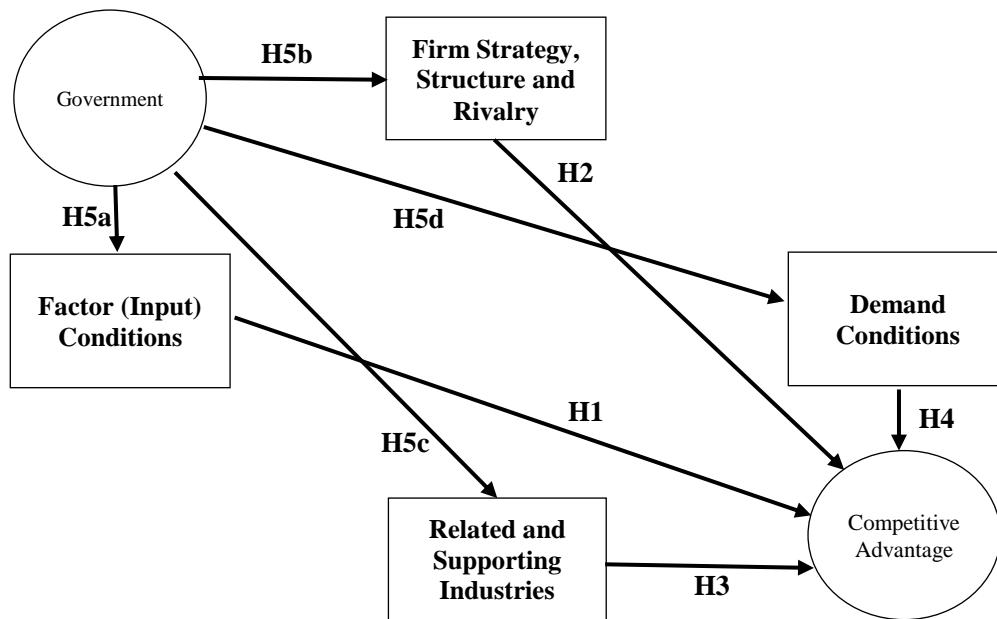 H5b
Firm Strategy,
Structure and
Rivalry
Government
H2
H5a
H5d
Factor (Input)
Conditions
Demand
Conditions
H1
H4
H5c
Related and
Supporting
Industries
H3
Competitive
Advantage